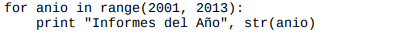 for anio in range(2001, 2013):
    print "Informes del Año", str(anio)